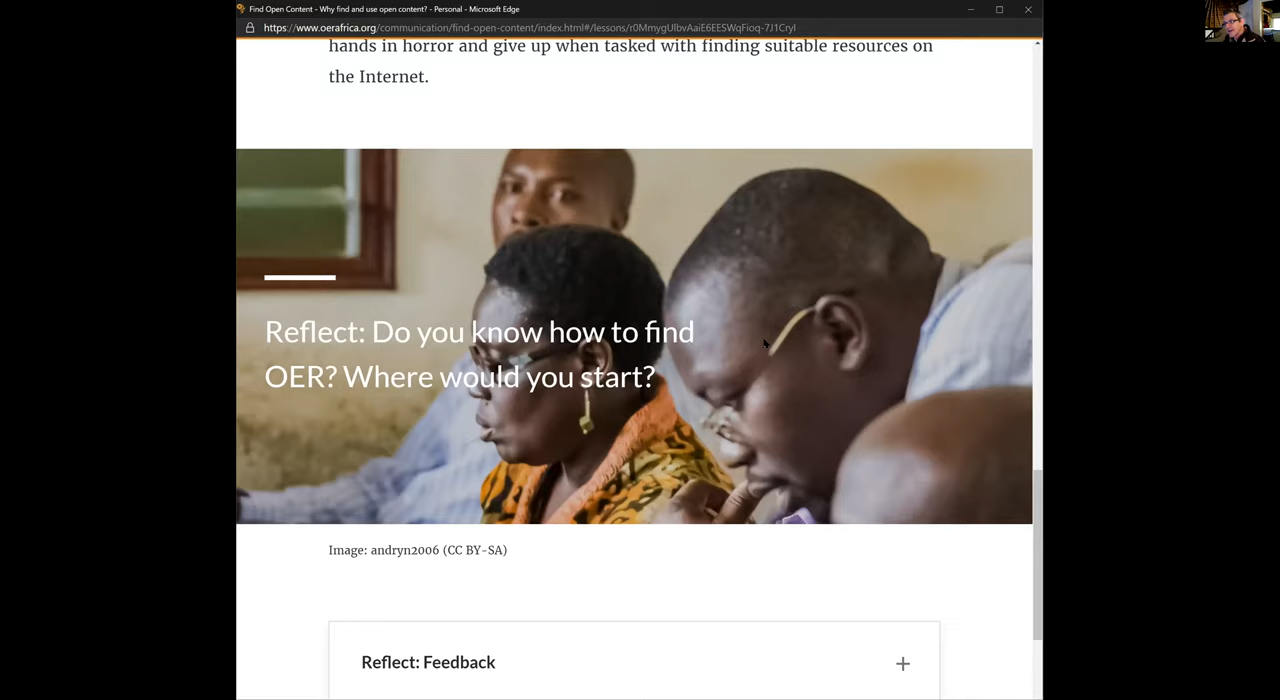 Find Open Content - Why find and use open content? - Personal - Microsoft Edge
https://www.oerafrica.org/communication/find-open-content/index.html#/lessons/r0MmygUlbvAaiE6EESWqFioq-7J1CryI
hands in horror and give up when tasked with finding suitable resources on
the Internet.
Reflect: Do you know how to find
OER? Where would you start?
Image: andryn2006 (CC BY-SA)
Reflect: Feedback